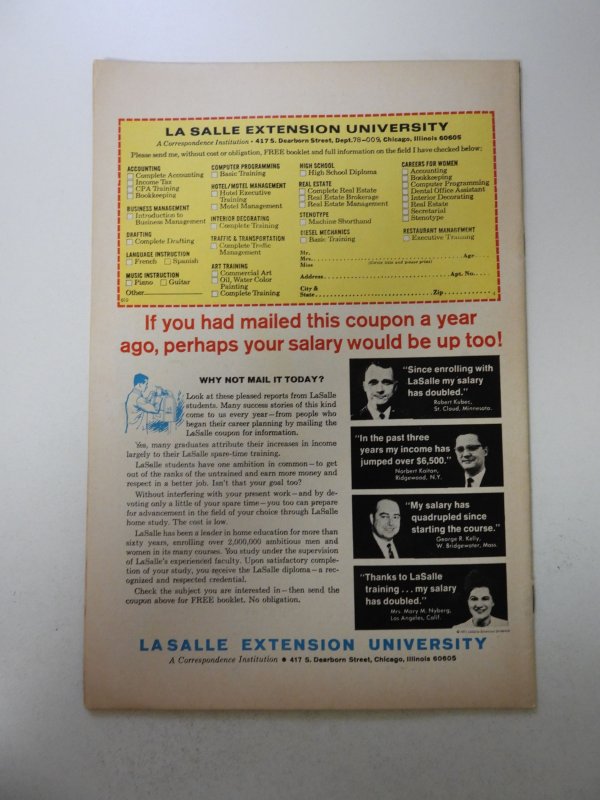 LA SALLE EXTENSION UNIVERSITY
A Correspondence Institution • 417 S. Dearborn Street, Dept. 78-009, Chicago, Illinois 60605
Please send me, without cost or obligation, FREE booklet and full information on the field I have checked below:
ACCOUNTING
Complete Accounting
Income Tax
CPA Training
Bookkeeping
BUSINESS MANAGEMENT
Introduction to
Business Management
DRAFTING
Complete Drafting
LANGUAGE INSTRUCTION
French Spanish
MUSIC INSTRUCTION
Piano Guitar
Other
COMPUTER PROGRAMMING
Basic Training
HOTEL/MOTEL MANAGEMENT
Hotel Executive
Training
Motel Management
INTERIOR DECORATING
Complete Training
TRAFFIC & TRANSPORTATION
Complete Traffic
Management
ART TRAINING
Commercial Art
Oil, Water Color
Painting
Complete Training
HIGH SCHOOL
High School Diploma
REAL ESTATE
Complete Real Estate
Real Estate Brokerage
Real Estate Management
STENOTYPE
Machine Shorthand
DIESEL MECHANICS
Basic Training
CAREERS FOR WOMEN
Accounting
Bookkeeping
Computer Programming
Dental Office Assistant
Interior Decorating
Real Estate
Secretarial
Stenotype
RESTAURANT MANAGEMENT
Executive Training
Mr.
Mrs. Age
Miss (Circle title and please print)
Address Apt. No.
City &
State Zip
If you had mailed this coupon a year
ago, perhaps your salary would be up too!
WHY NOT MAIL IT TODAY?
Look at these pleased reports from LaSalle
students. Many success stories of this kind
come to us every year—from people who
began their career planning by mailing the
LaSalle coupon for information.
Yes, many graduates attribute their increases in income
largely to their LaSalle spare-time training.
LaSalle students have one ambition in common—to get
out of the ranks of the untrained and earn more money and
respect in a better job. Isn't that your goal too?
Without interfering with your present work—and by de-
voting only a little of your spare time—you too can prepare
for advancement in the field of your choice through LaSalle
home study. The cost is low.
LaSalle has been a leader in home education for more than
sixty years, enrolling over 2,000,000 ambitious men and
women in its many courses. You study under the supervision
of LaSalle's experienced faculty. Upon satisfactory comple-
tion of your study, you receive the LaSalle diploma—a rec-
ognized and respected credential.
Check the subject you are interested in—then send the
coupon above for FREE booklet. No obligation.
"Since enrolling with
LaSalle my salary
has doubled."
Robert Kubec,
St. Cloud, Minnesota.
"In the past three
years my income has
jumped over $6,500."
Norbert Kaitan,
Ridgewood, N.Y.
"My salary has
quadrupled since
starting the course."
George R. Kelly,
W. Bridgewater, Mass.
"Thanks to LaSalle
training . . . my salary
has doubled."
Mrs. Mary M. Nyberg,
Los Angeles, Calif.
LA SALLE EXTENSION UNIVERSITY
A Correspondence Institution • 417 S. Dearborn Street, Chicago, Illinois 60605